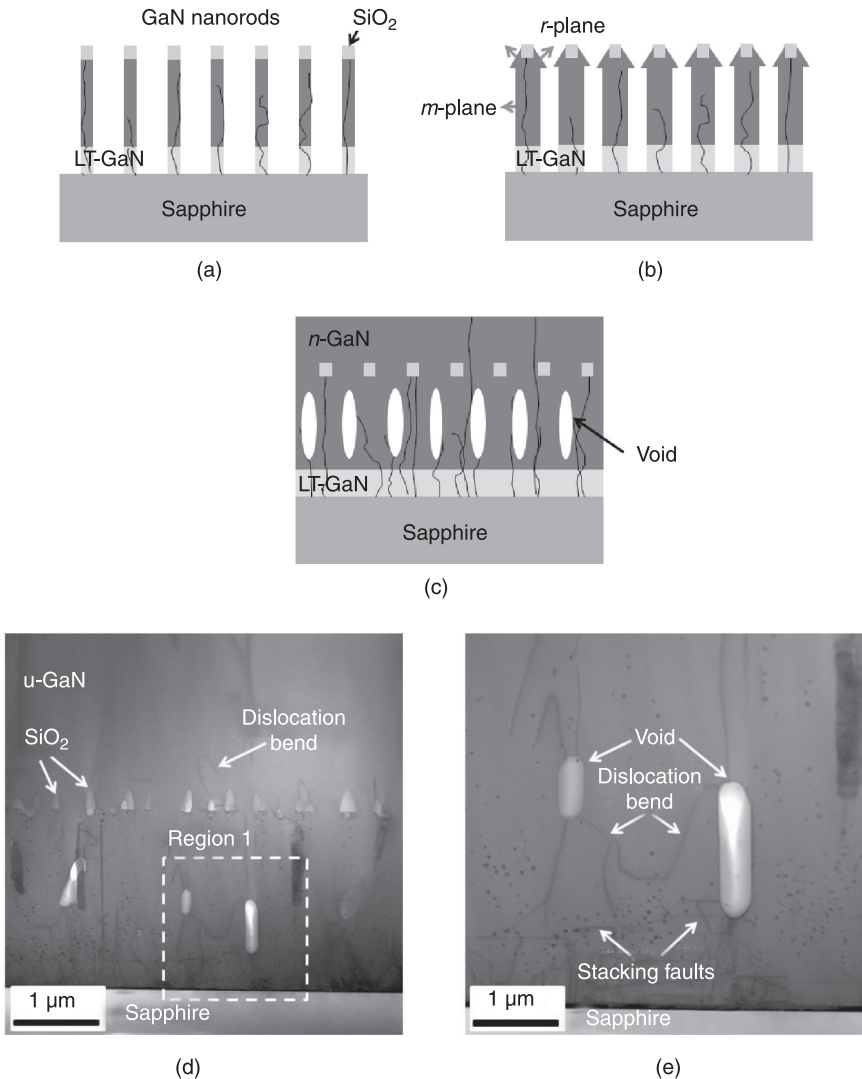 GaN nanorods
SiO₂
LT-GaN
Sapphire
(a)
r-plane
m-plane
LT-GaN
Sapphire
(b)
n-GaN
Void
LT-GaN
Sapphire
(c)
u-GaN
SiO₂
Dislocation
bend
Region 1
1 µm
Sapphire
(d)
Void
Dislocation
bend
Stacking faults
1 µm
Sapphire
(e)